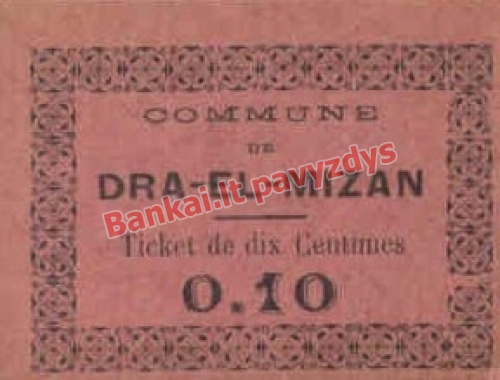 COMMUNE
DE
DRA-EL-MIZAN
Bankai.lt pavyzdys
Ticket de dix Centimes
0.10